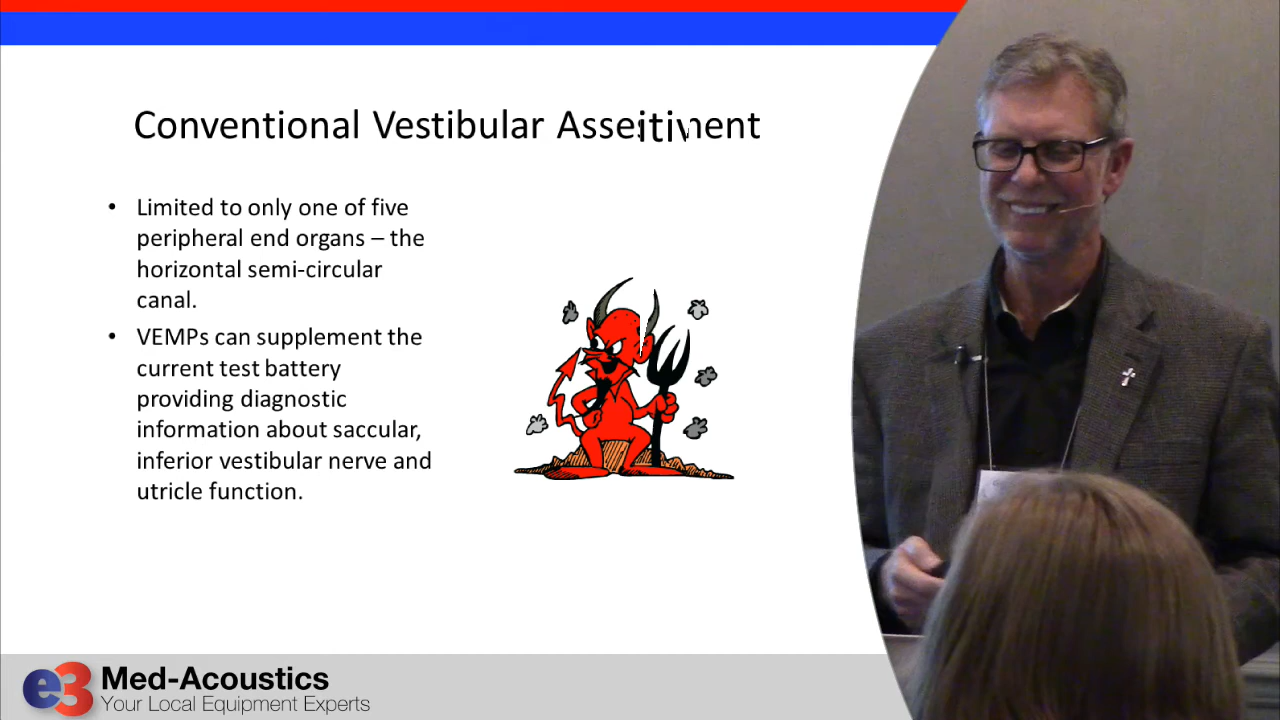 Conventional Vestibular
• Limited to only one of five
peripheral end organs – the
horizontal semi-circular
canal.
• VEMPs can supplement the
current test battery
providing diagnostic
information about saccular,
inferior vestibular nerve and
utricle function.
e3 Med-Acoustics
Your Local Equipment Experts